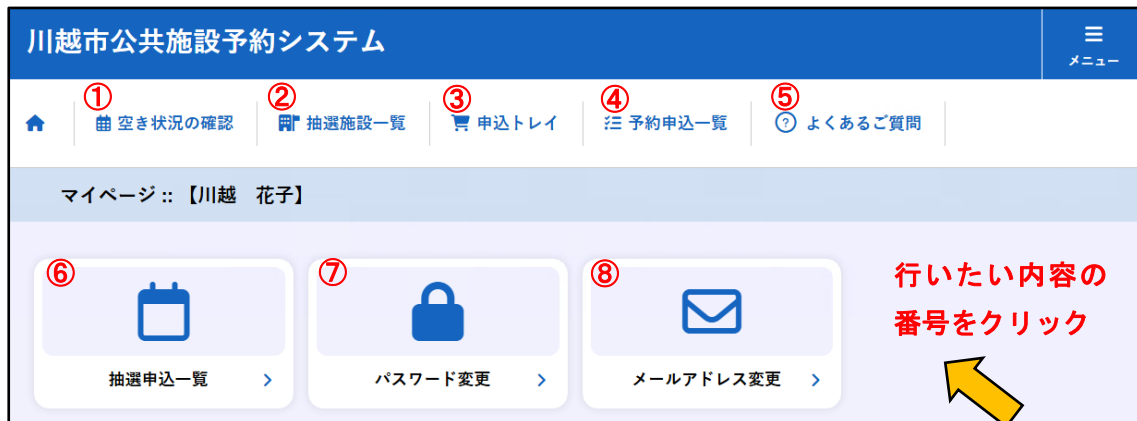 川越市公共施設予約システム
メニュー
① ② ③ ④ ⑤
空き状況の確認 抽選施設一覧 申込トレイ 予約申込一覧 ? よくあるご質問
マイページ :: 【川越　花子】
⑥ ⑦ ⑧
行いたい内容の
番号をクリック
抽選申込一覧 パスワード変更 メールアドレス変更